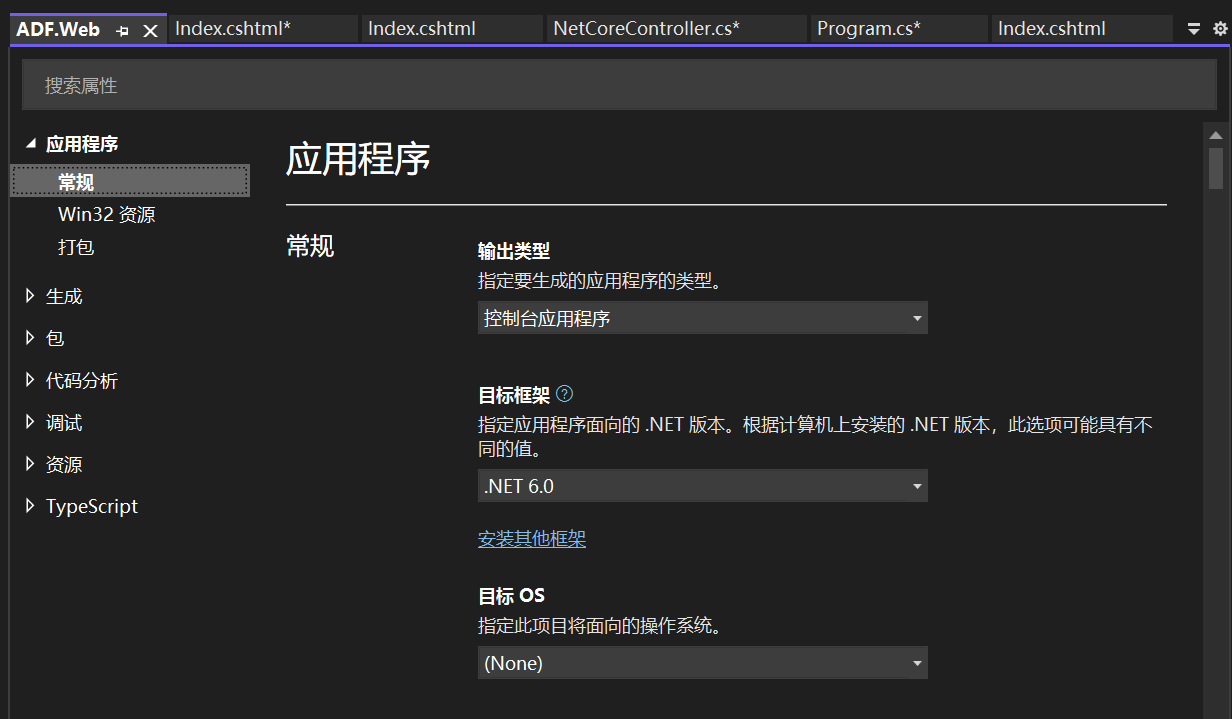 ADF.Web
Index.cshtml*
Index.cshtml
NetCoreController.cs*
Program.cs*
Index.cshtml
搜索属性
应用程序
常规
Win32 资源
打包
生成
包
代码分析
调试
资源
TypeScript
应用程序
常规
输出类型
指定要生成的应用程序的类型。
控制台应用程序
目标框架 ?
指定应用程序面向的 .NET 版本。根据计算机上安装的 .NET 版本，此选项可能具有不
同的值。
.NET 6.0
安装其他框架
目标 OS
指定此项目将面向的操作系统。
(None)